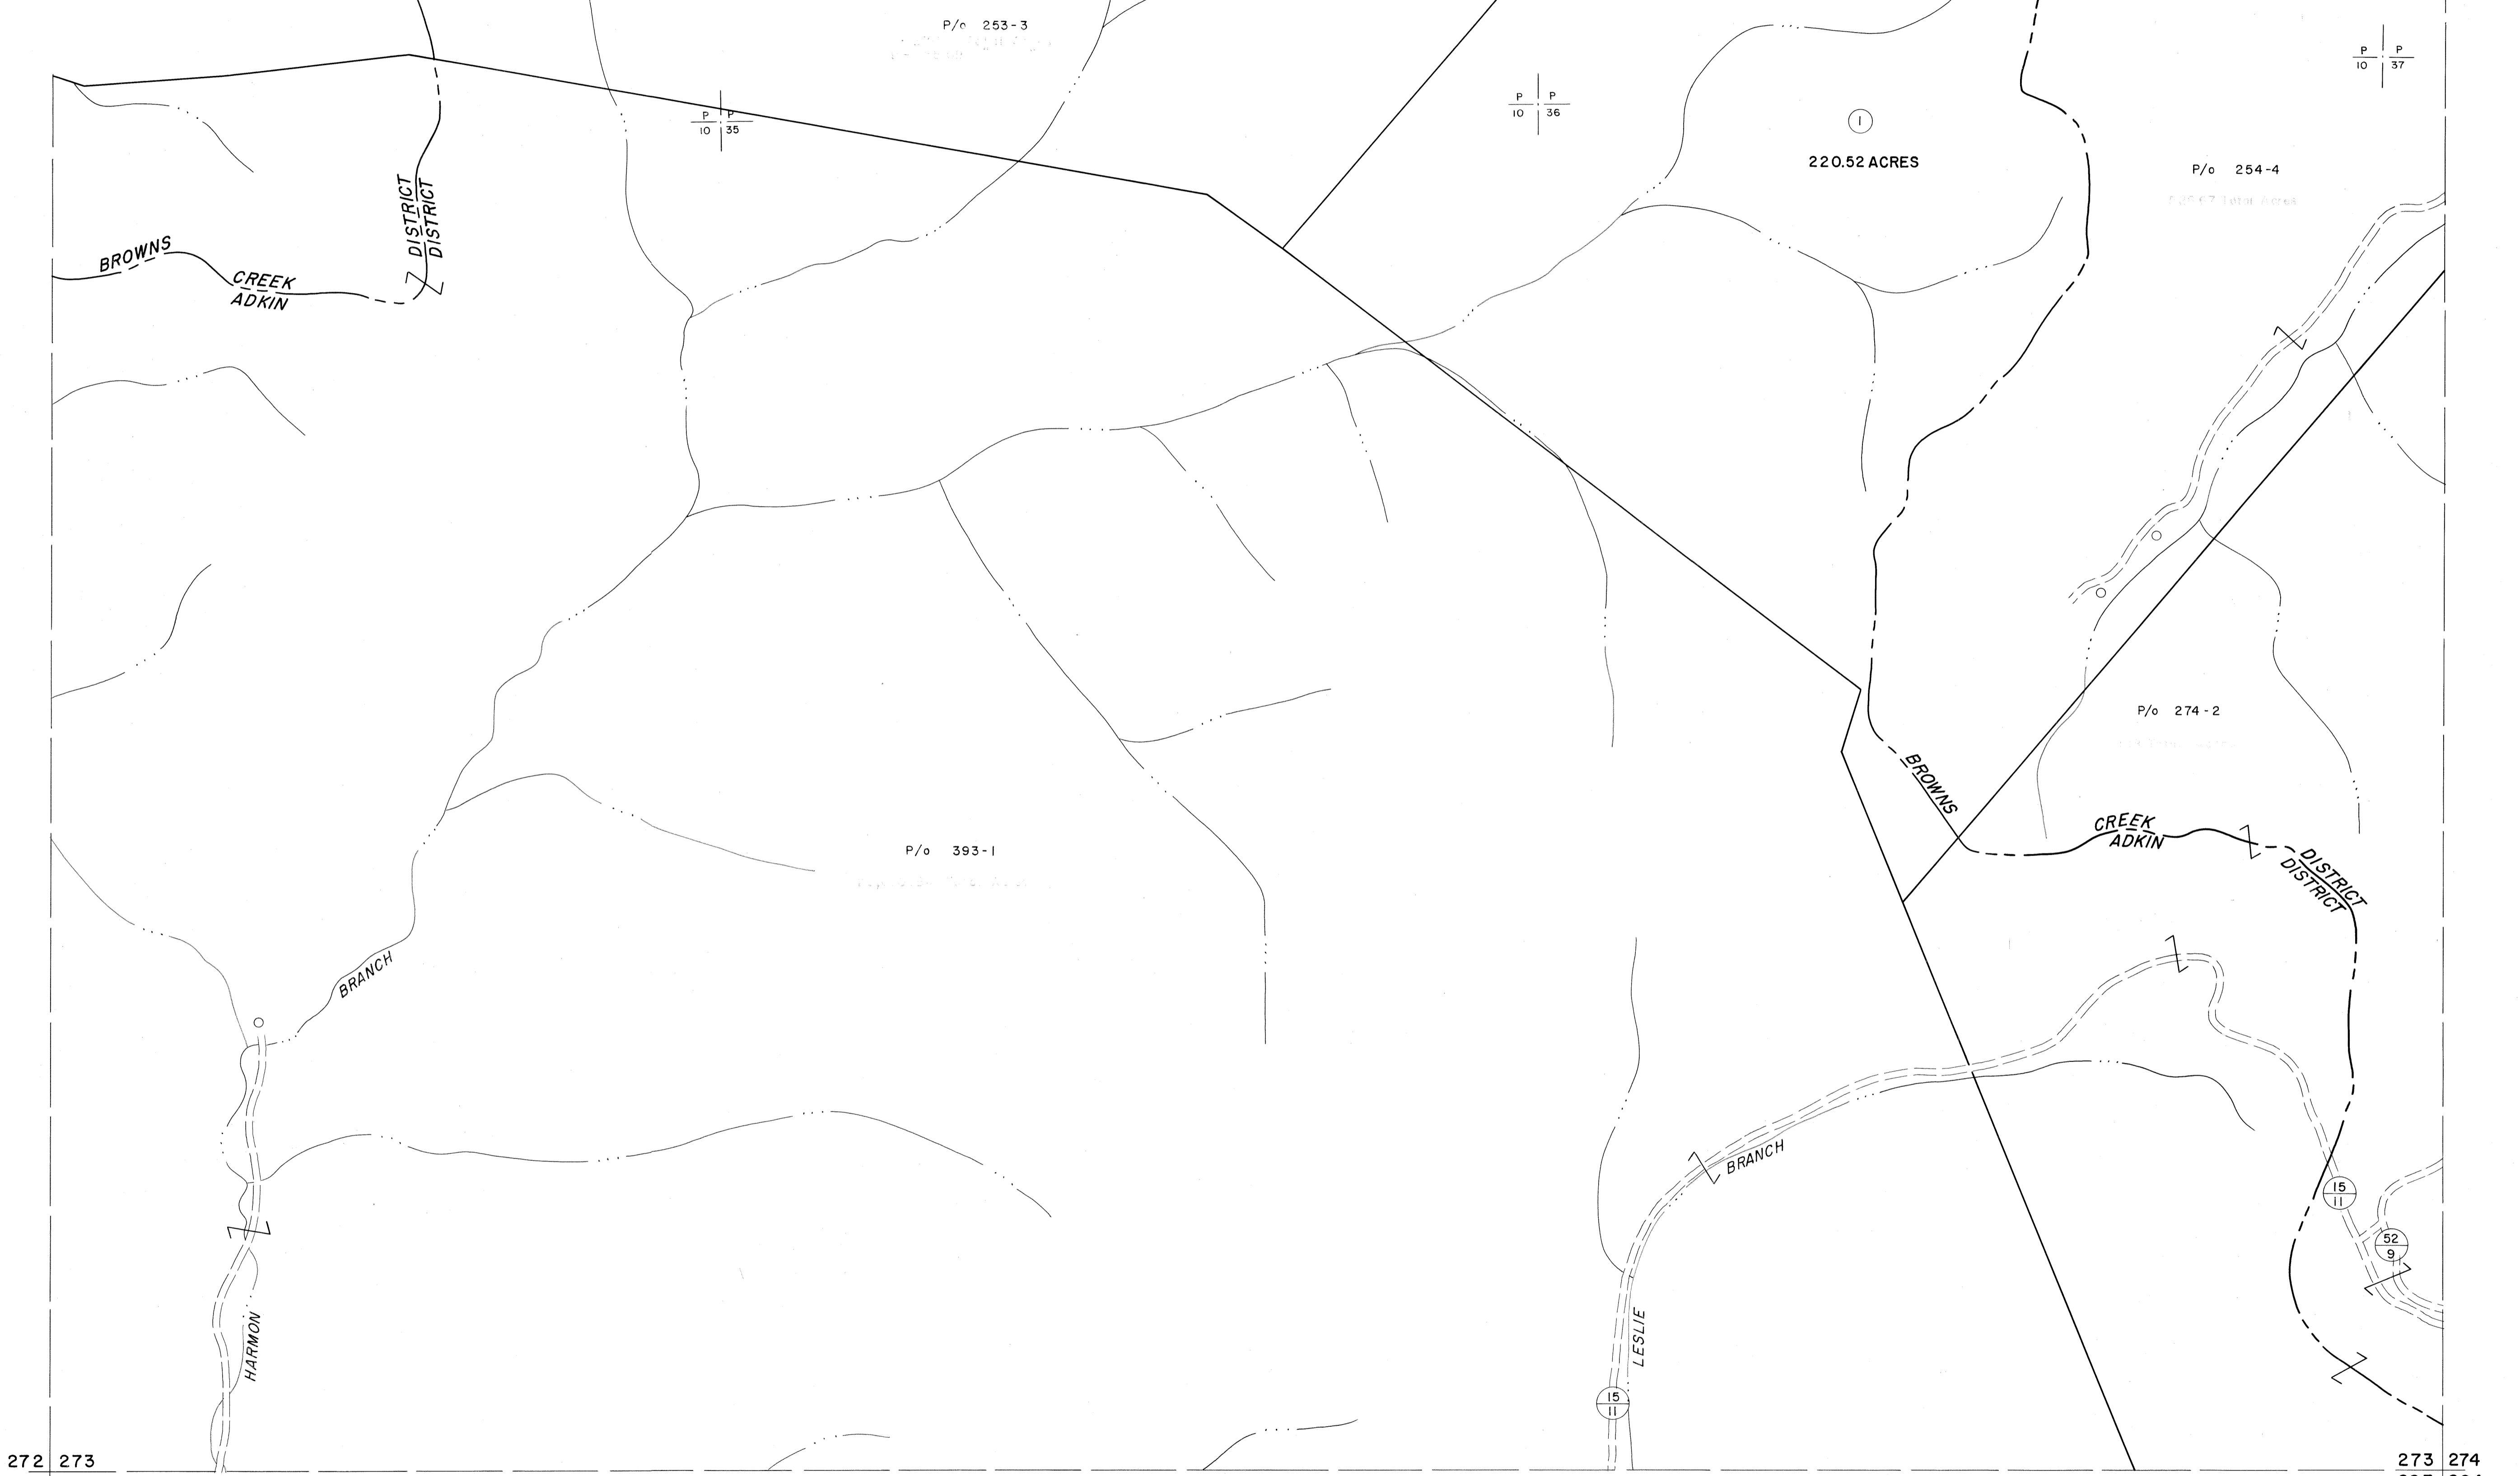 P/o 253-3
P P
10 35
P P
10 36
P P
10 37
1
220.52 ACRES
P/o 254-4
DISTRICT
DISTRICT
BROWNS
CREEK
ADKIN
P/o 274-2
BROWNS
CREEK
ADKIN
DISTRICT
DISTRICT
P/o 393-1
BRANCH
BRANCH
15
11
52
9
HARMON
LESLIE
15
11
272 273
273 274